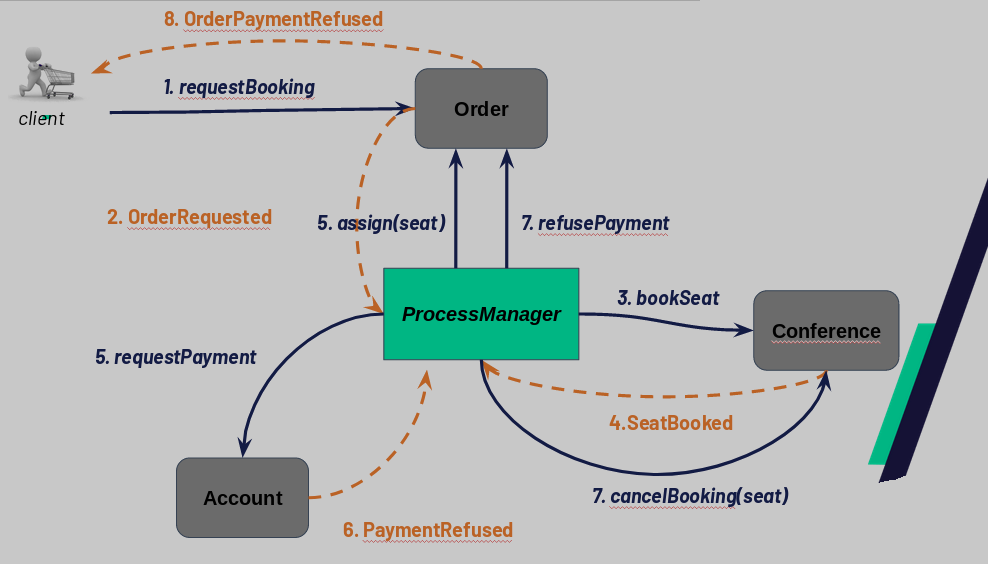 8. OrderPaymentRefused
1. requestBooking
client
Order
2. OrderRequested
5. assign(seat)
7. refusePayment
3. bookSeat
ProcessManager
Conference
5. requestPayment
4.SeatBooked
Account
7. cancelBooking(seat)
6. PaymentRefused